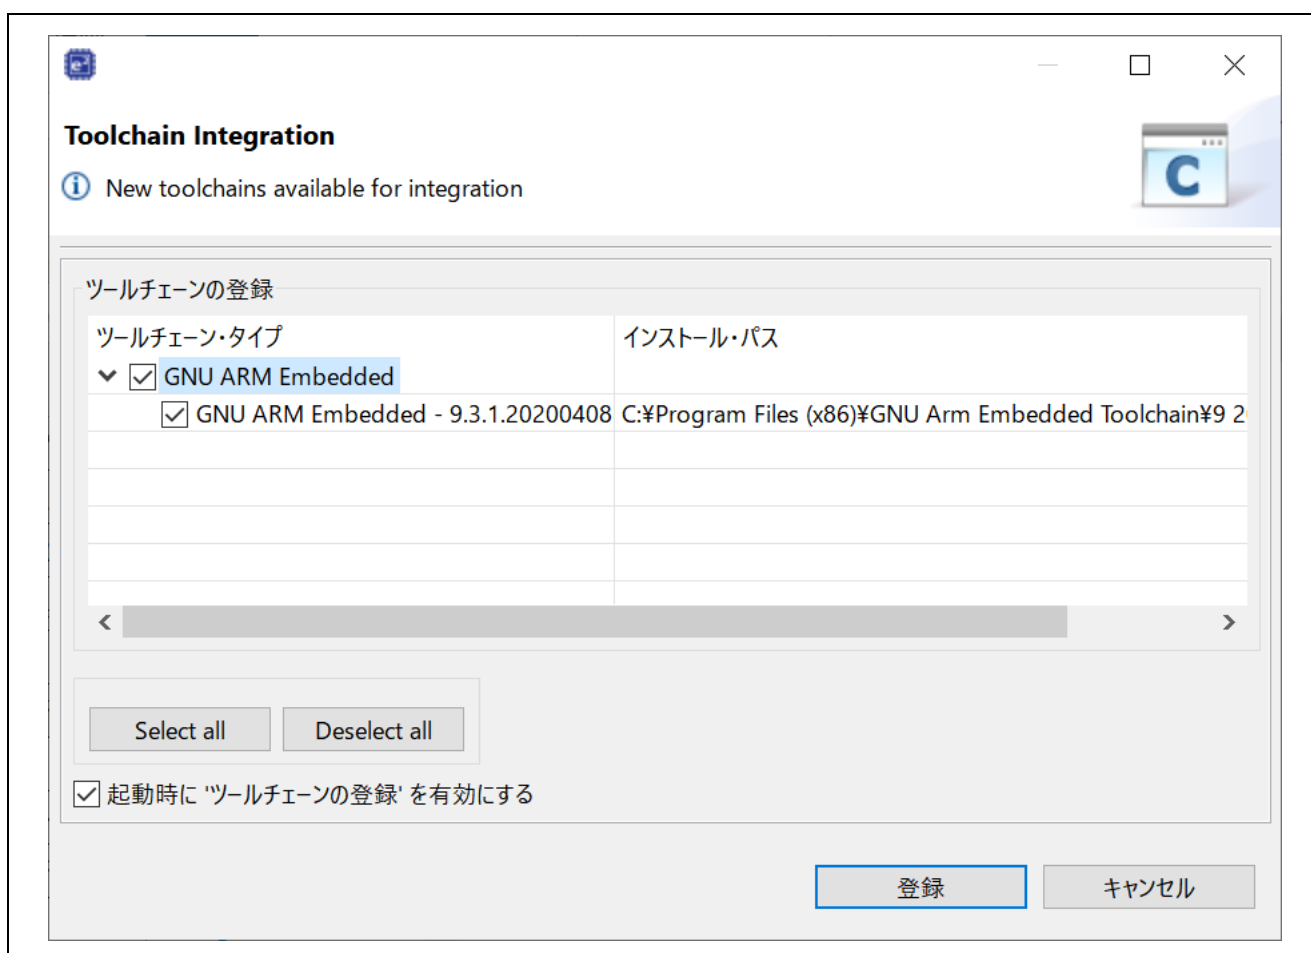 Toolchain Integration
New toolchains available for integration
ツールチェーンの登録
ツールチェーン・タイプ インストール・パス
GNU ARM Embedded
GNU ARM Embedded - 9.3.1.20200408 C:¥Program Files (x86)¥GNU Arm Embedded Toolchain¥9 2
Select all Deselect all
起動時に 'ツールチェーンの登録' を有効にする
登録 キャンセル